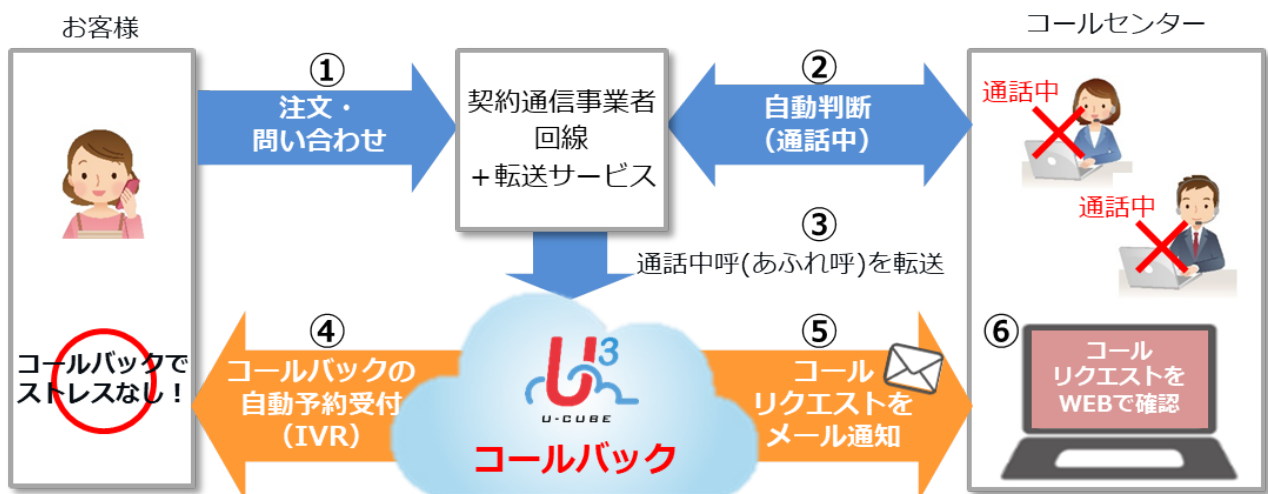 お客様
コールセンター
①
注文・
問い合わせ
契約通信事業者
回線
＋転送サービス
②
自動判断
（通話中）
通話中
通話中
③
通話中呼(あふれ呼)を転送
コールバックで
ストレスなし！
④
コールバックの
自動予約受付
（IVR）
U3
U-CUBE
コールバック
⑤
コール
リクエストを
メール通知
⑥
コール
リクエストを
WEBで確認